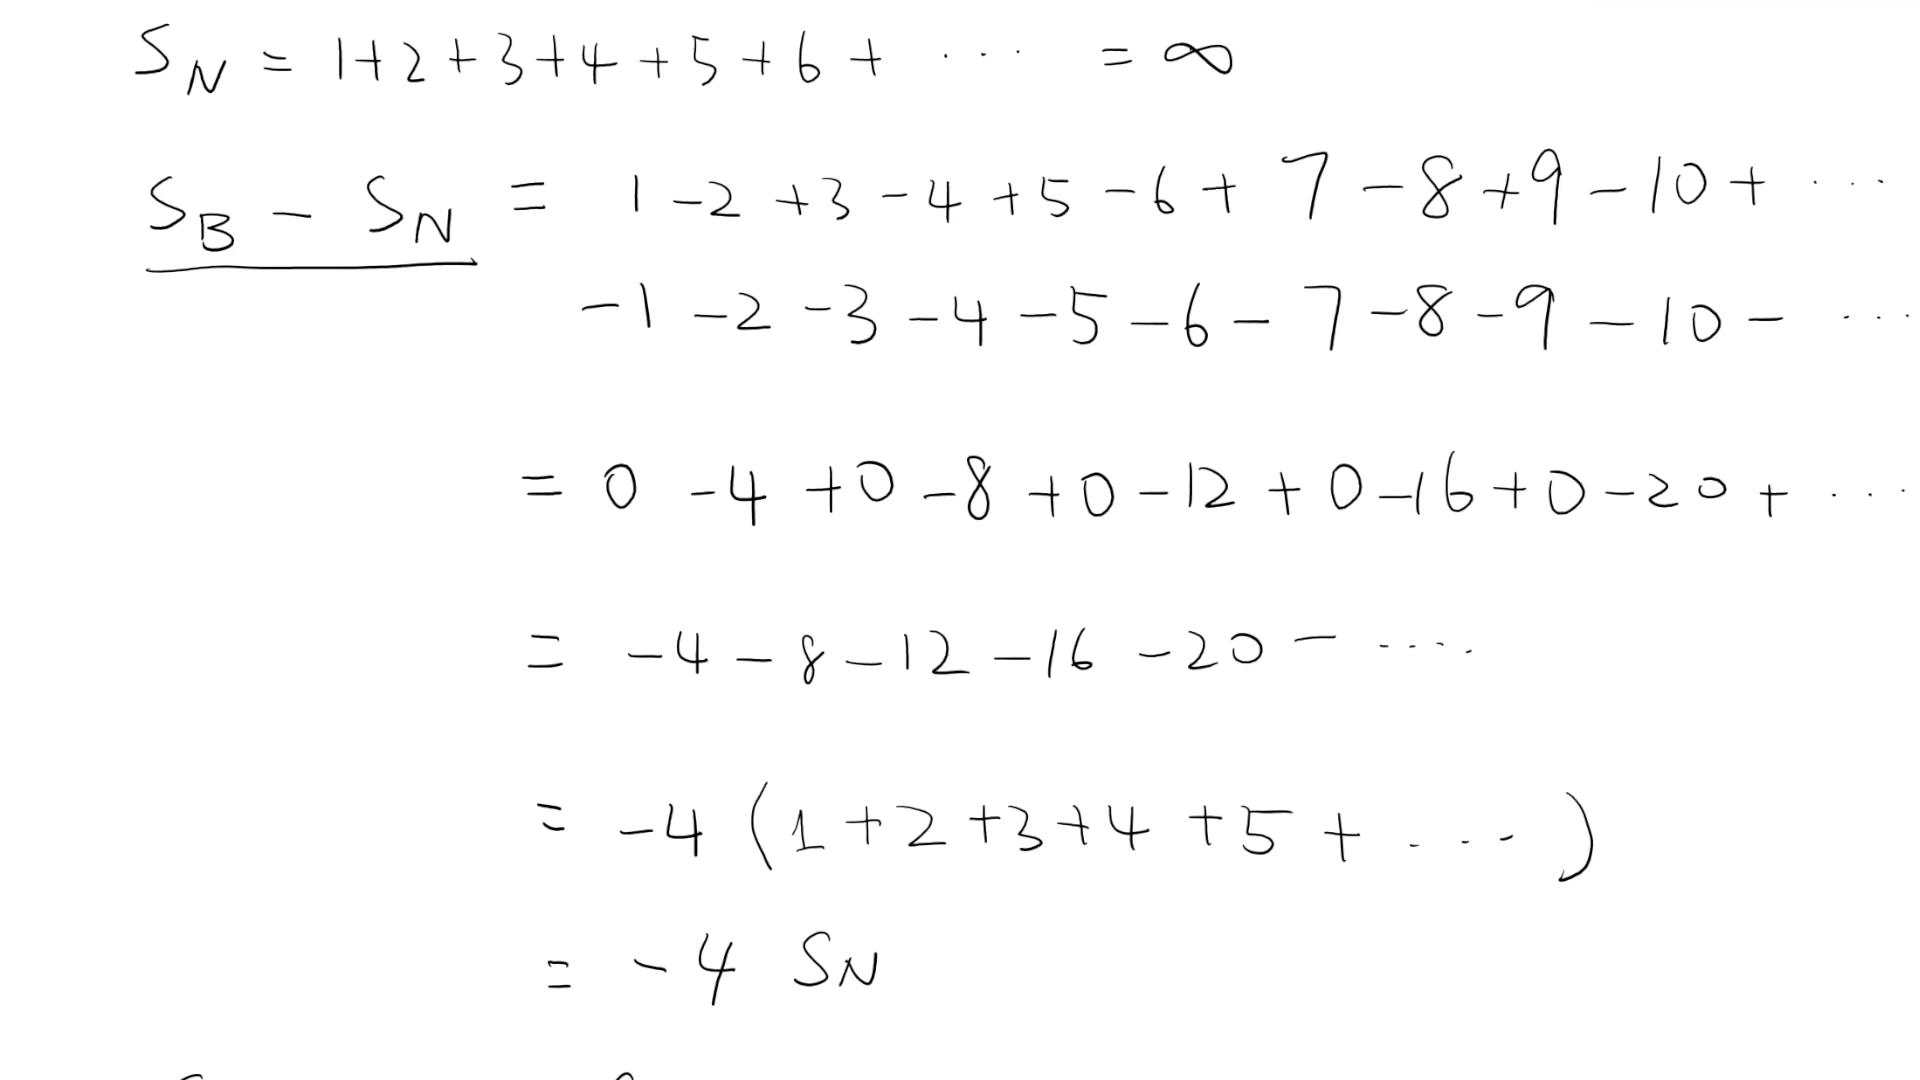 S_N = 1+2+3+4+5+6+ ... = ∞
S_B - S_N = 1-2+3-4+5-6+7-8+9-10+ ...
-1-2-3-4-5-6-7-8-9-10- ...
= 0-4+0-8+0-12+0-16+0-20+ ...
= -4-8-12-16-20- ....
= -4(1+2+3+4+5+ ....)
= -4 S_N